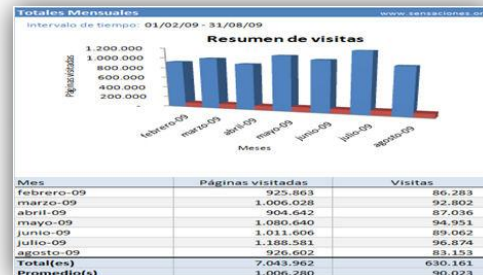 Totales Mensuales www.sensaciones.or
Intervalo de tiempo: 01/02/09 - 31/08/09
Resumen de visitas
Páginas visitadas
1.200.000
1.000.000
800.000
600.000
400.000
200.000
-
febrero-09 marzo-09 abril-09 mayo-09 junio-09 julio-09 agosto-09
Meses
Mes Páginas visitadas Visitas
febrero-09 925.863 86.283
marzo-09 1.006.028 92.802
abril-09 904.642 87.036
mayo-09 1.080.640 94.951
junio-09 1.011.606 89.062
julio-09 1.188.581 96.874
agosto-09 926.602 83.153
Total(es) 7.043.962 630.161
Promedio(s) 1.006.280 90.023